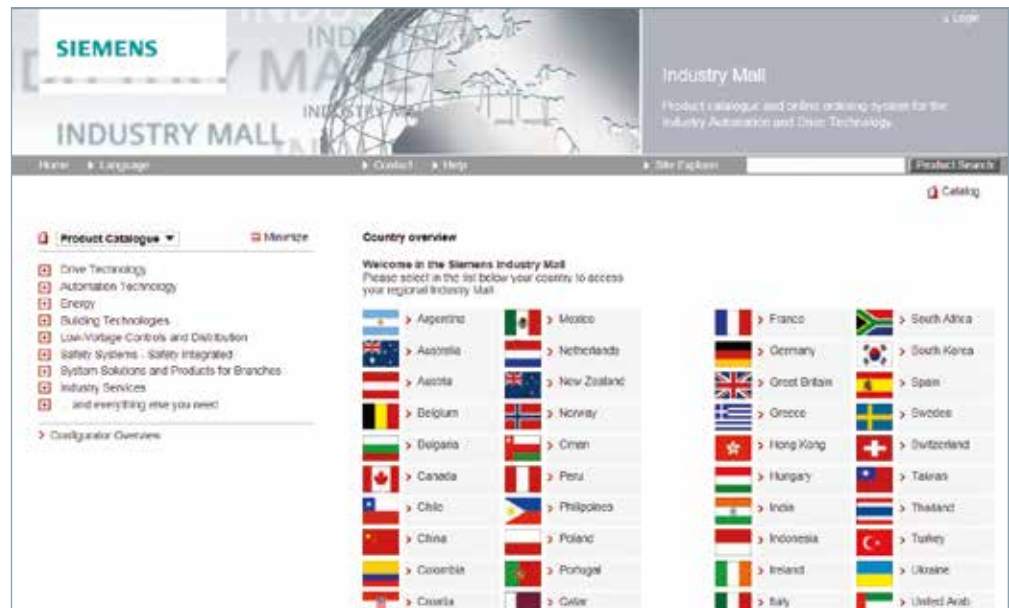 SIEMENS
INDUSTRY MALL
INDUSTRY MALL
Login
Industry Mall
Product catalogue and online ordering system for the
Industry Automation and Drive Technology.
Home Language Contact Help Site Explorer Product Search
Catalog
Product Catalogue Minimize
Drive Technology
Automation Technology
Energy
Building Technologies
Low-Voltage Controls and Distribution
Safety Systems - Safety Integrated
System Solutions and Products for Branches
Industry Services
... and everything else you need
Configurator Overview
Country overview
Welcome in the Siemens Industry Mall
Please select in the list below your country to access
your regional Industry Mall
Argentina Mexico France South Africa
Australia Netherlands Germany South Korea
Austria New Zealand Great Britain Spain
Belgium Norway Greece Sweden
Bulgaria Oman Hong Kong Switzerland
Canada Peru Hungary Taiwan
Chile Philippines India Thailand
China Poland Indonesia Turkey
Colombia Portugal Ireland Ukraine
Croatia Qatar Italy United Arab